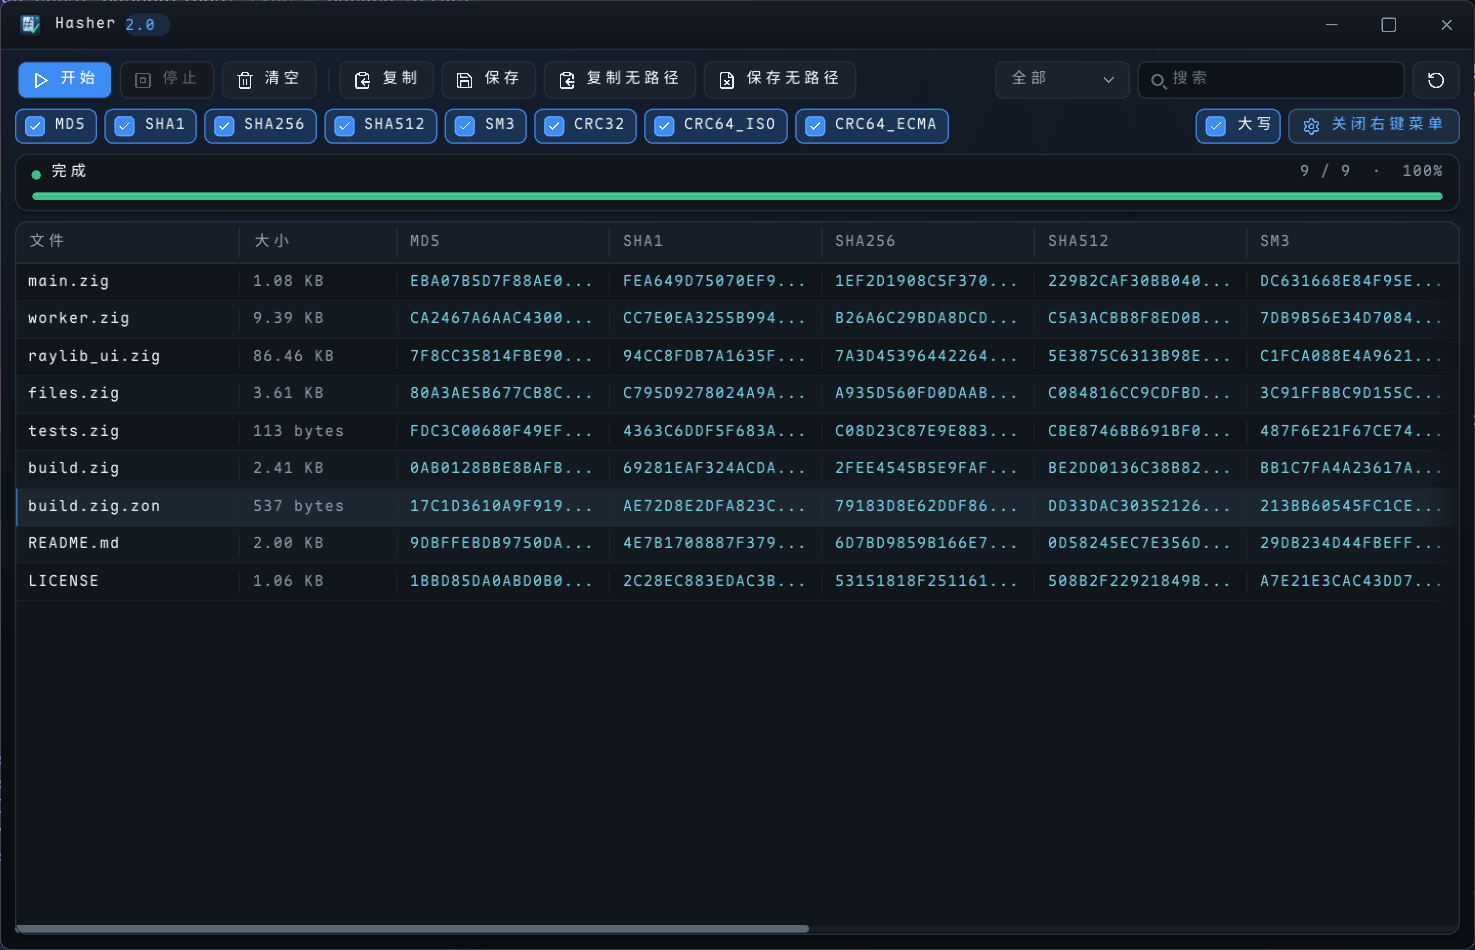 Hasher 2.0
开始 停止 清空 复制 保存 复制无路径 保存无路径 全部 搜索
MD5 SHA1 SHA256 SHA512 SM3 CRC32 CRC64_ISO CRC64_ECMA 大写 关闭右键菜单
完成 9 / 9 · 100%
文件 大小 MD5 SHA1 SHA256 SHA512 SM3
main.zig 1.08 KB EBA07B5D7F88AE0... FEA649D75070EF9... 1EF2D1908C5F370... 229B2CAF30BB040... DC631668E84F95E...
worker.zig 9.39 KB CA2467A6AAC4300... CC7E0EA3255B994... B26A6C29BDA8DCD... C5A3ACBB8F8ED0B... 7DB9B56E34D7084...
raylib_ui.zig 86.46 KB 7F8CC35814FBE90... 94CC8FDB7A1635F... 7A3D45396442264... 5E3875C6313B98E... C1FCA088E4A9621...
files.zig 3.61 KB 80A3AE5B677CB8C... C795D9278024A9A... A935D560FD0DAAB... C084816CC9CDFBD... 3C91FFBBC9D155C...
tests.zig 113 bytes FDC3C00680F49EF... 4363C6DDF5F683A... C08D23C87E9E883... CBE8746BB691BF0... 487F6E21F67CE74...
build.zig 2.41 KB 0AB0128BBE8BAFB... 69281EAF324ACDA... 2FEE4545B5E9FAF... BE2DD0136C38B82... BB1C7FA4A23617A...
build.zig.zon 537 bytes 17C1D3610A9F919... AE72D8E2DFA823C... 79183D8E62DDF86... DD33DAC30352126... 213BB60545FC1CE...
README.md 2.00 KB 9DBFFEBDB9750DA... 4E7B1708887F379... 6D7BD9859B166E7... 0D58245EC7E356D... 29DB234D44FBEFF...
LICENSE 1.06 KB 1BBD85DA0ABD0B0... 2C28EC883EDAC3B... 53151818F251161... 508B2F22921849B... A7E21E3CAC43DD7...